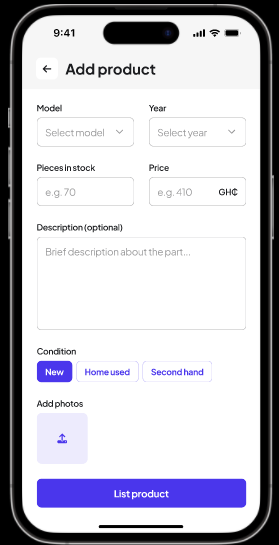 9:41
Add product
Model Year
Select model Select year
Pieces in stock Price
e.g. 70 e.g. 410 GH₵
Description (optional)
Brief description about the part...
Condition
New Home used Second hand
Add photos
List product